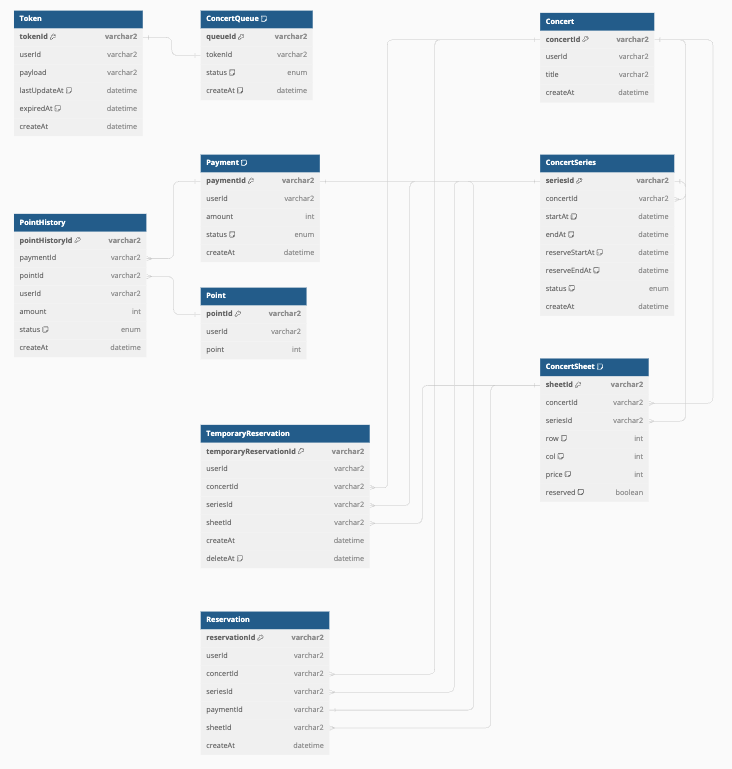 Token
tokenId varchar2
userId varchar2
payload varchar2
lastUpdateAt datetime
expiredAt datetime
createAt datetime
ConcertQueue
queueId varchar2
tokenId varchar2
status enum
createAt datetime
Concert
concertId varchar2
userId varchar2
title varchar2
createAt datetime
Payment
paymentId varchar2
userId varchar2
amount int
status enum
createAt datetime
ConcertSeries
seriesId varchar2
concertId varchar2
startAt datetime
endAt datetime
reserveStartAt datetime
reserveEndAt datetime
status enum
createAt datetime
PointHistory
pointHistoryId varchar2
paymentId varchar2
pointId varchar2
userId varchar2
amount int
status enum
createAt datetime
Point
pointId varchar2
userId varchar2
point int
ConcertSheet
sheetId varchar2
concertId varchar2
seriesId varchar2
row int
col int
price int
reserved boolean
TemporaryReservation
temporaryReservationId varchar2
userId varchar2
concertId varchar2
seriesId varchar2
sheetId varchar2
createAt datetime
deleteAt datetime
Reservation
reservationId varchar2
userId varchar2
concertId varchar2
seriesId varchar2
paymentId varchar2
sheetId varchar2
createAt datetime